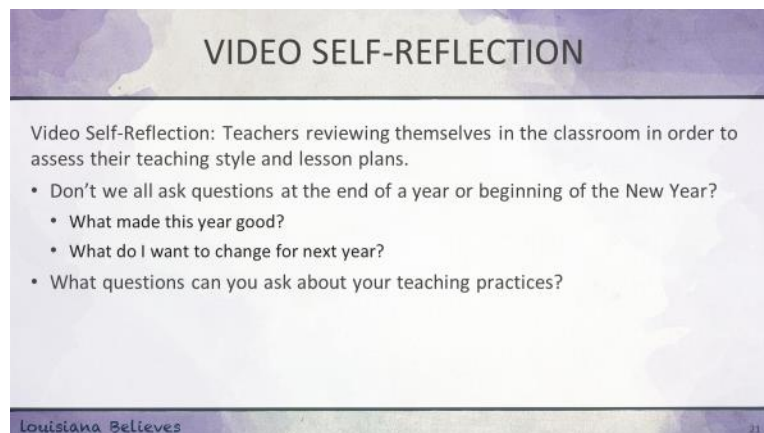 VIDEO SELF-REFLECTION
Video Self-Reflection: Teachers reviewing themselves in the classroom in order to
assess their teaching style and lesson plans.
• Don’t we all ask questions at the end of a year or beginning of the New Year?
• What made this year good?
• What do I want to change for next year?
• What questions can you ask about your teaching practices?
Louisiana Believes
21